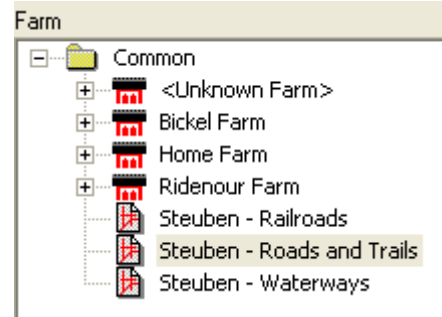 Farm
Common
<Unknown Farm>
Bickel Farm
Home Farm
Ridenour Farm
Steuben - Railroads
Steuben - Roads and Trails
Steuben - Waterways